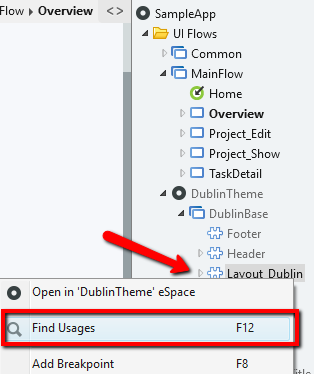 Flow ▸ Overview <>
SampleApp
UI Flows
Common
MainFlow
Home
Overview
Project_Edit
Project_Show
TaskDetail
DublinTheme
DublinBase
Footer
Header
Layout_Dublin
Open in 'DublinTheme' eSpace
Find Usages F12
Add Breakpoint F8